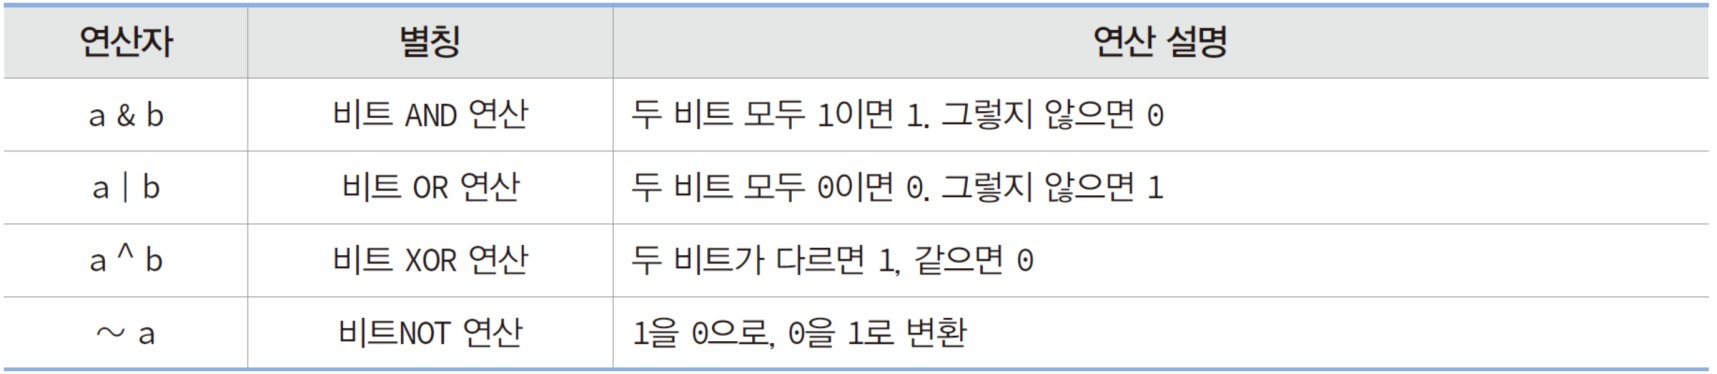 연산자 별칭 연산 설명
a & b 비트 AND 연산 두 비트 모두 1이면 1. 그렇지 않으면 0
a | b 비트 OR 연산 두 비트 모두 0이면 0. 그렇지 않으면 1
a ^ b 비트 XOR 연산 두 비트가 다르면 1, 같으면 0
~ a 비트NOT 연산 1을 0으로, 0을 1로 변환